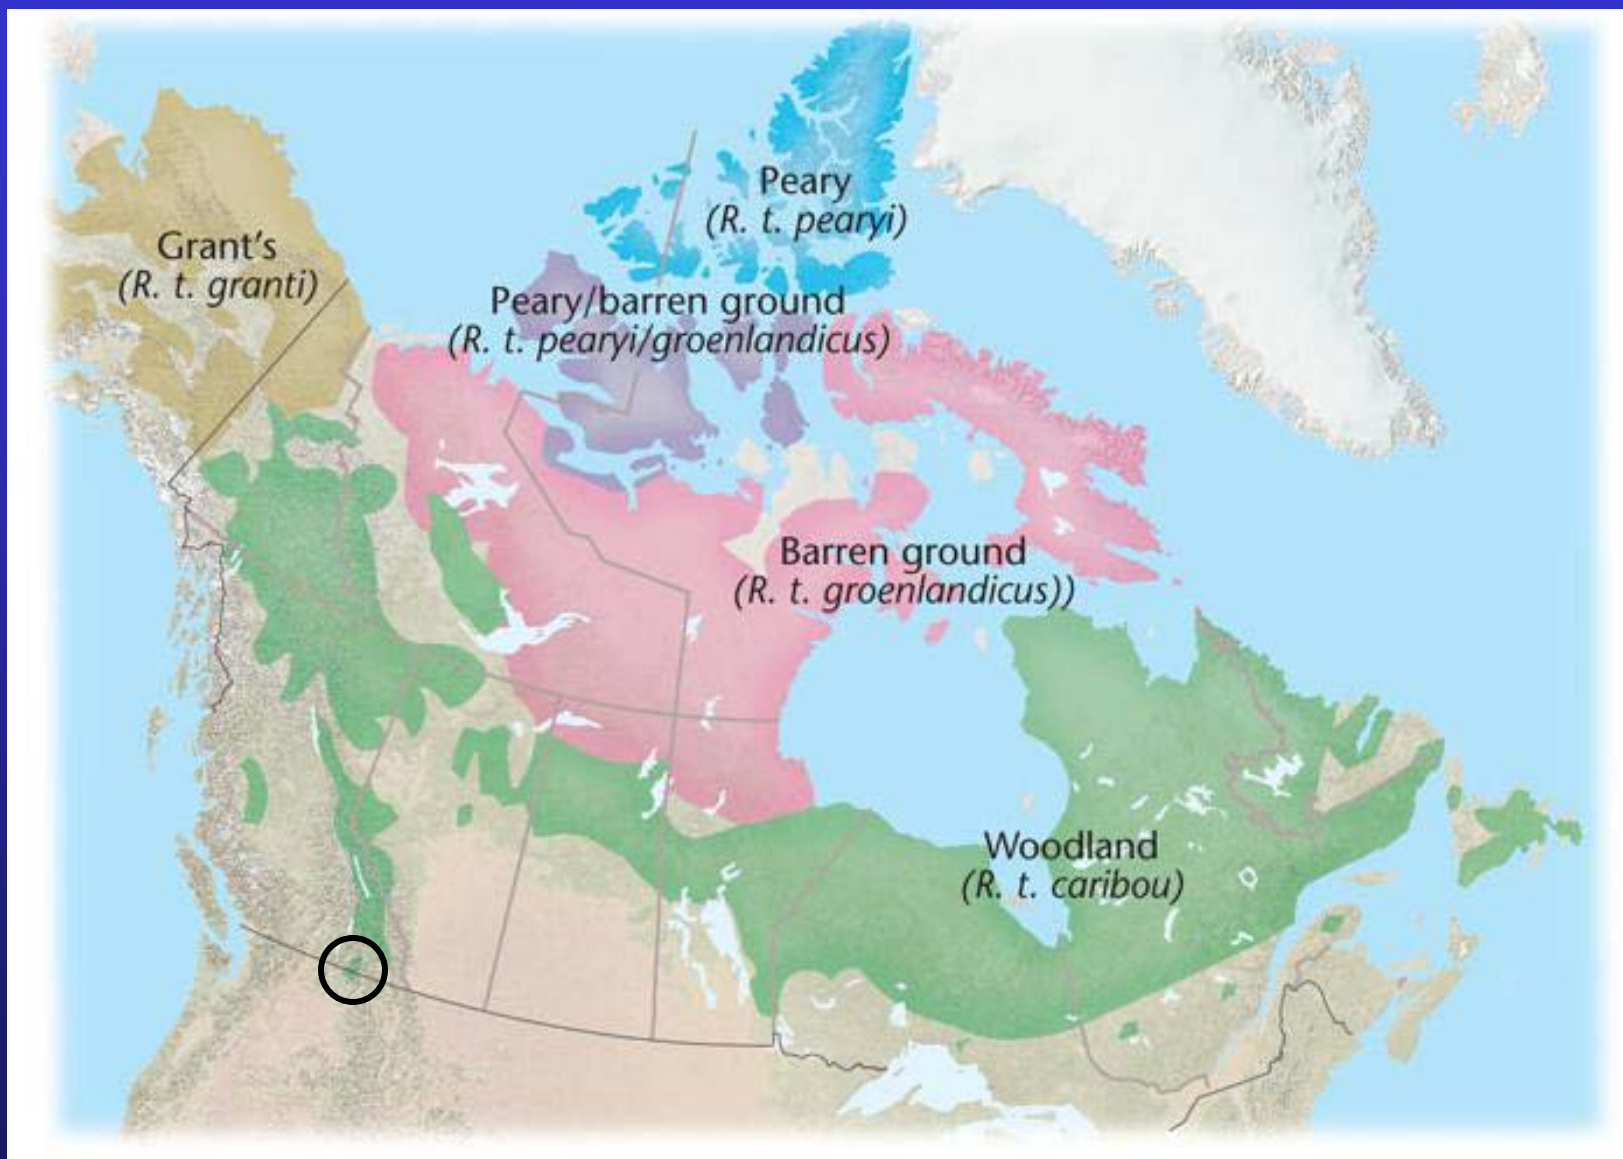 Peary
(R. t. pearyi)
Grant's
(R. t. granti)
Peary/barren ground
(R. t. pearyi/groenlandicus)
Barren ground
(R. t. groenlandicus))
Woodland
(R. t. caribou)